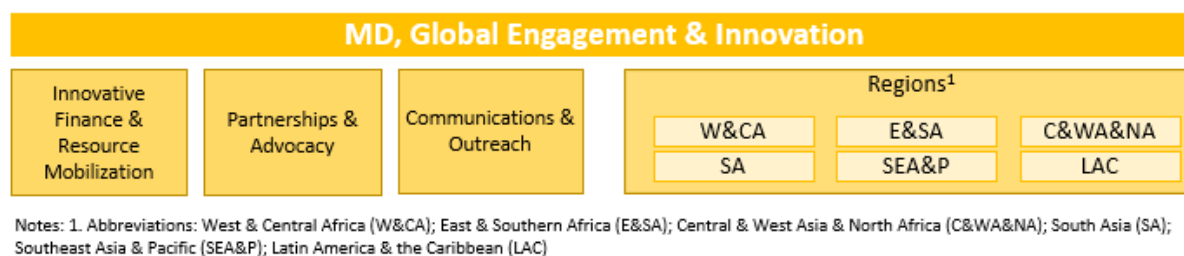 MD, Global Engagement & Innovation
Innovative
Finance &
Resource
Mobilization
Partnerships &
Advocacy
Communications &
Outreach
Regions¹
W&CA
E&SA
C&WA&NA
SA
SEA&P
LAC
Notes: 1. Abbreviations: West & Central Africa (W&CA); East & Southern Africa (E&SA); Central & West Asia & North Africa (C&WA&NA); South Asia (SA);
Southeast Asia & Pacific (SEA&P); Latin America & the Caribbean (LAC)